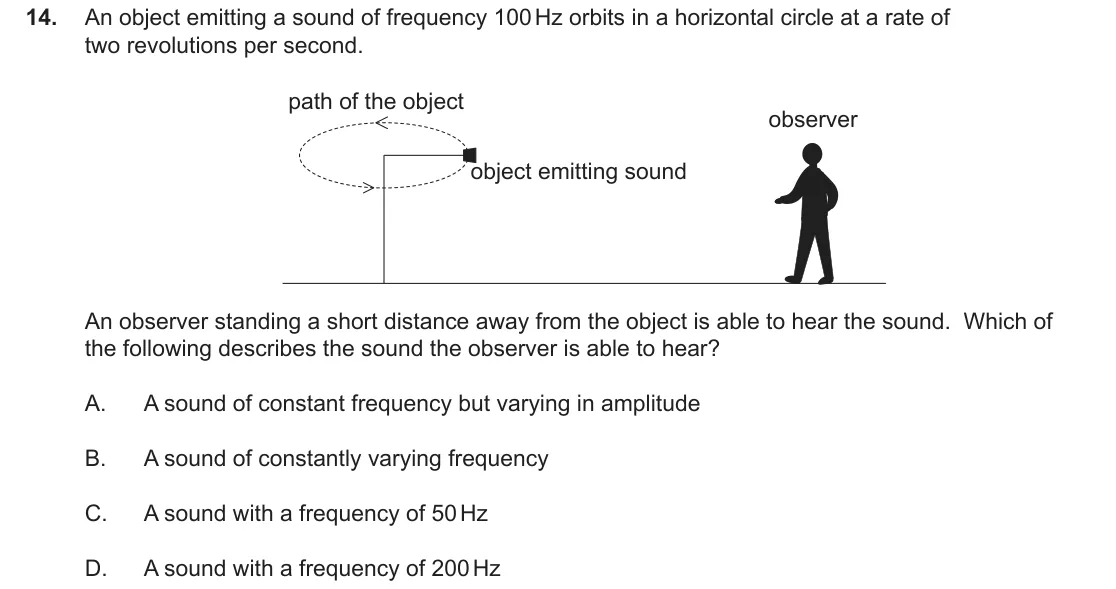 14. An object emitting a sound of frequency 100 Hz orbits in a horizontal circle at a rate of
two revolutions per second.
path of the object
observer
object emitting sound
An observer standing a short distance away from the object is able to hear the sound. Which of
the following describes the sound the observer is able to hear?
A. A sound of constant frequency but varying in amplitude
B. A sound of constantly varying frequency
C. A sound with a frequency of 50 Hz
D. A sound with a frequency of 200 Hz